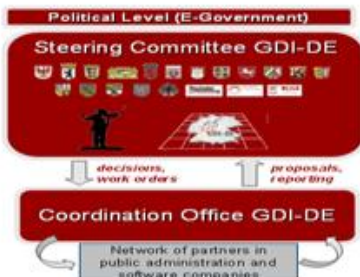 Political Level (E-Government)
Steering Committee GDI-DE
decisions,
work orders
proposals,
reporting
Coordination Office GDI-DE
Network of partners in
public administration and
software companies